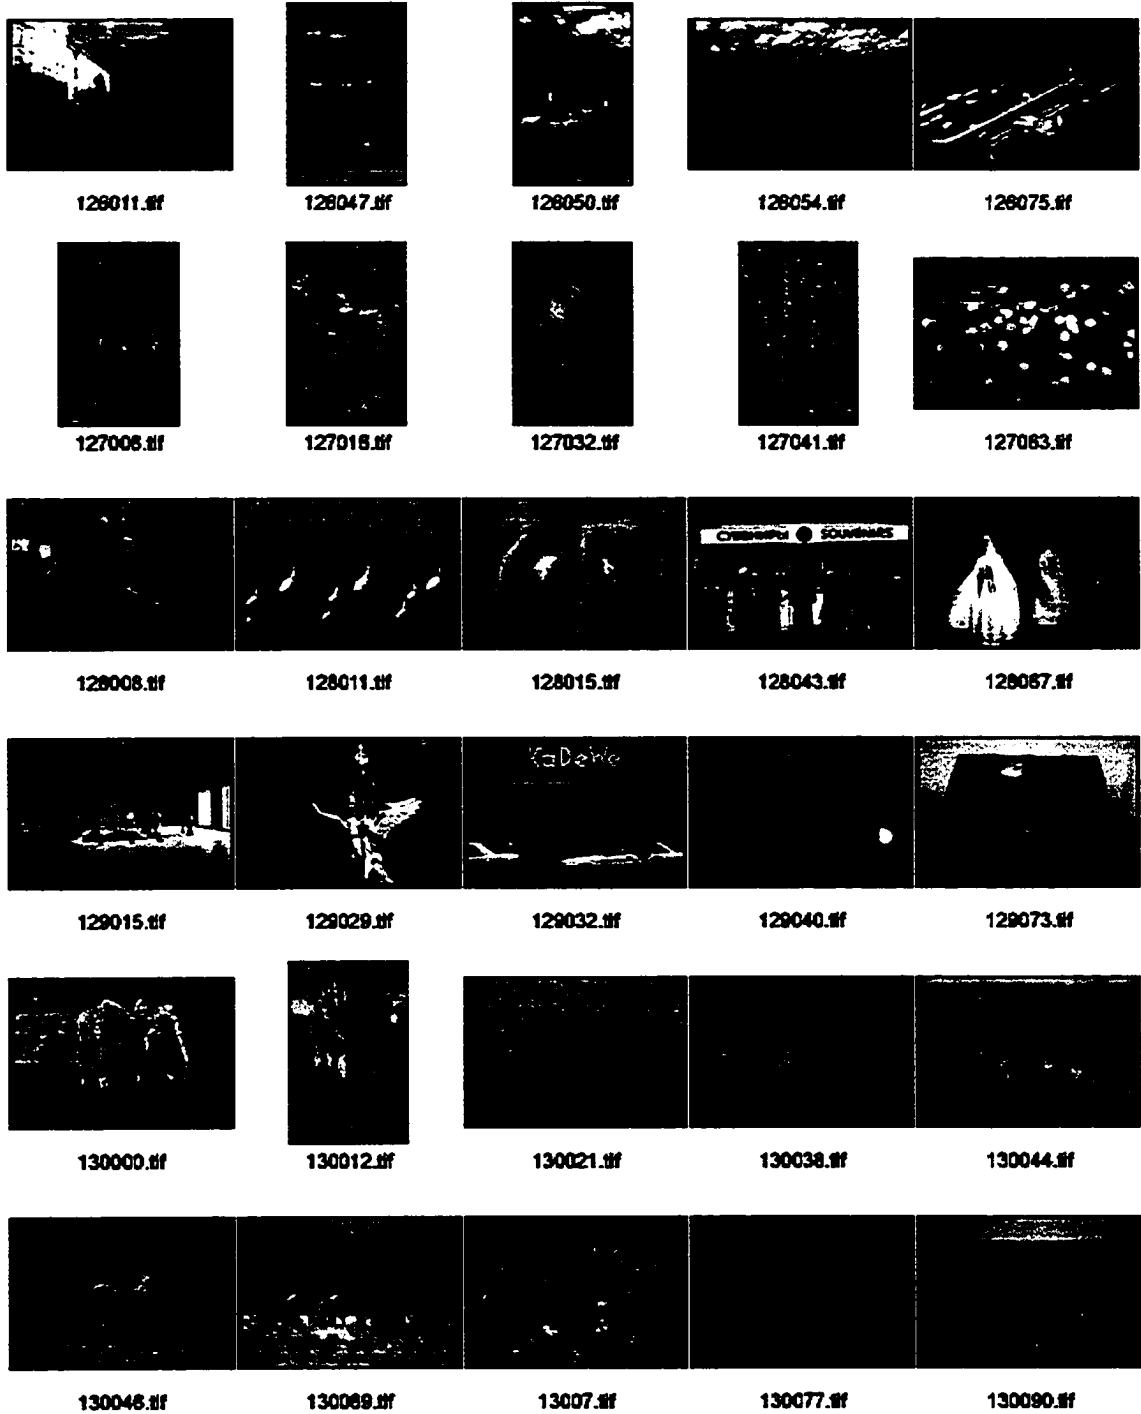 126011.tif 126047.tif 126050.tif 126054.tif 126075.tif
127006.tif 127016.tif 127032.tif 127041.tif 127063.tif
SOUVENIRS
128008.tif 128011.tif 128015.tif 128043.tif 128067.tif
KaDeWe
129015.tif 129029.tif 129032.tif 129040.tif 129073.tif
130000.tif 130012.tif 130021.tif 130038.tif 130044.tif
130046.tif 130069.tif 13007.tif 130077.tif 130090.tif